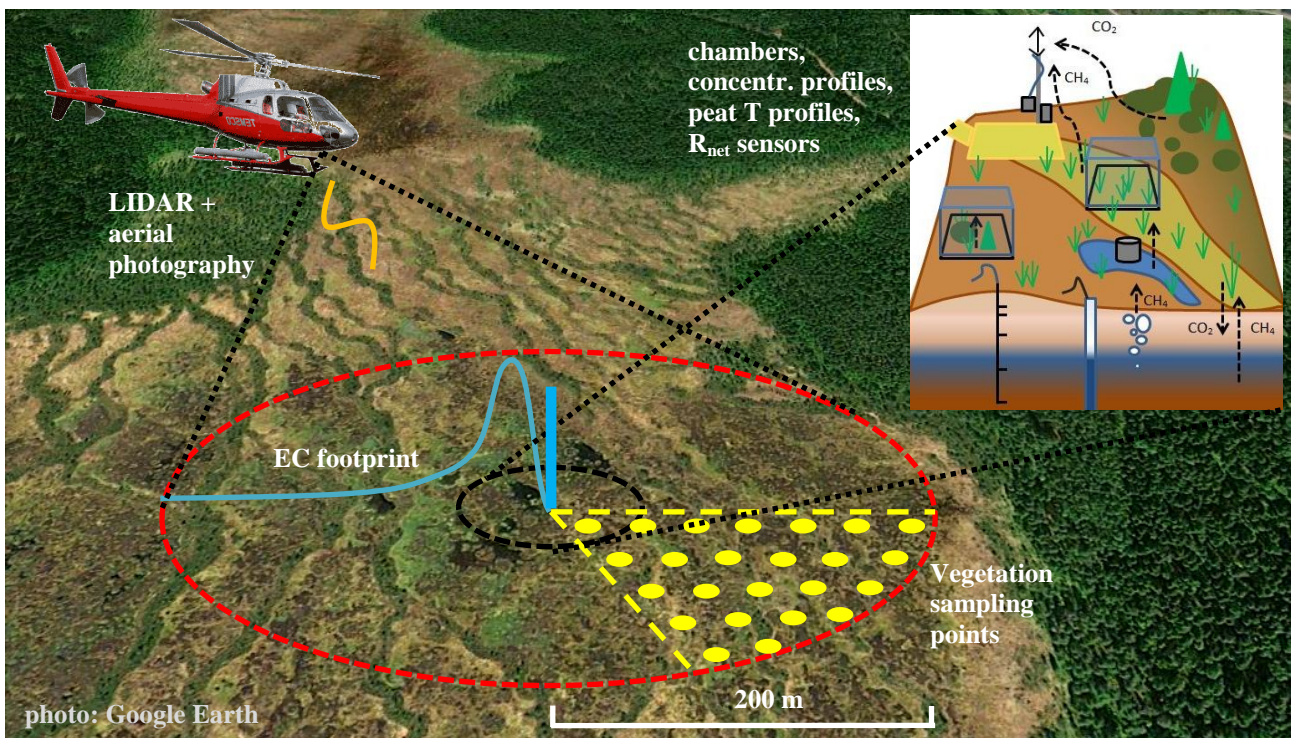 chambers,
concentr. profiles,
peat T profiles,
Rnet sensors
CO2
CH4
TEMSCO
LIDAR +
aerial
photography
CH4
CO2
CH4
EC footprint
Vegetation
sampling
points
200 m
photo: Google Earth